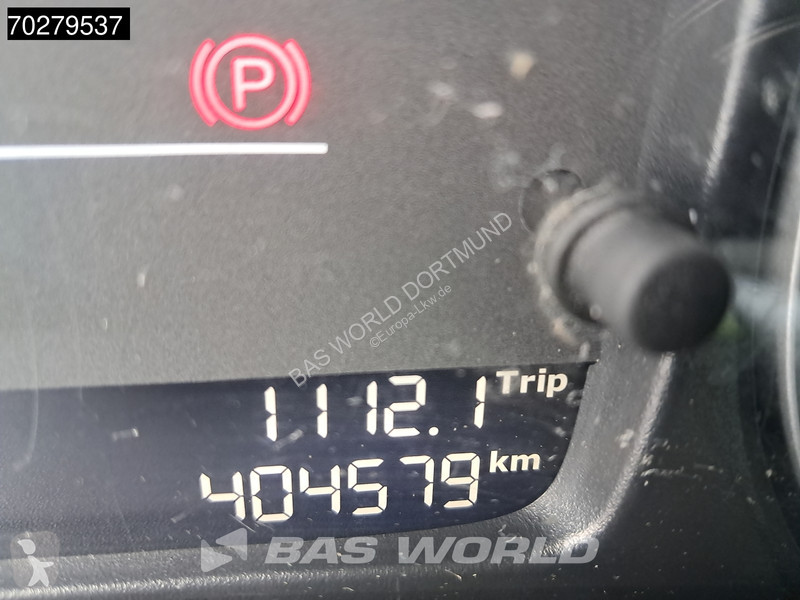 70279537
P
BAS WORLD DORTMUND
©Europa-Lkw.de
1112.1 Trip
404579 km
BAS WORLD